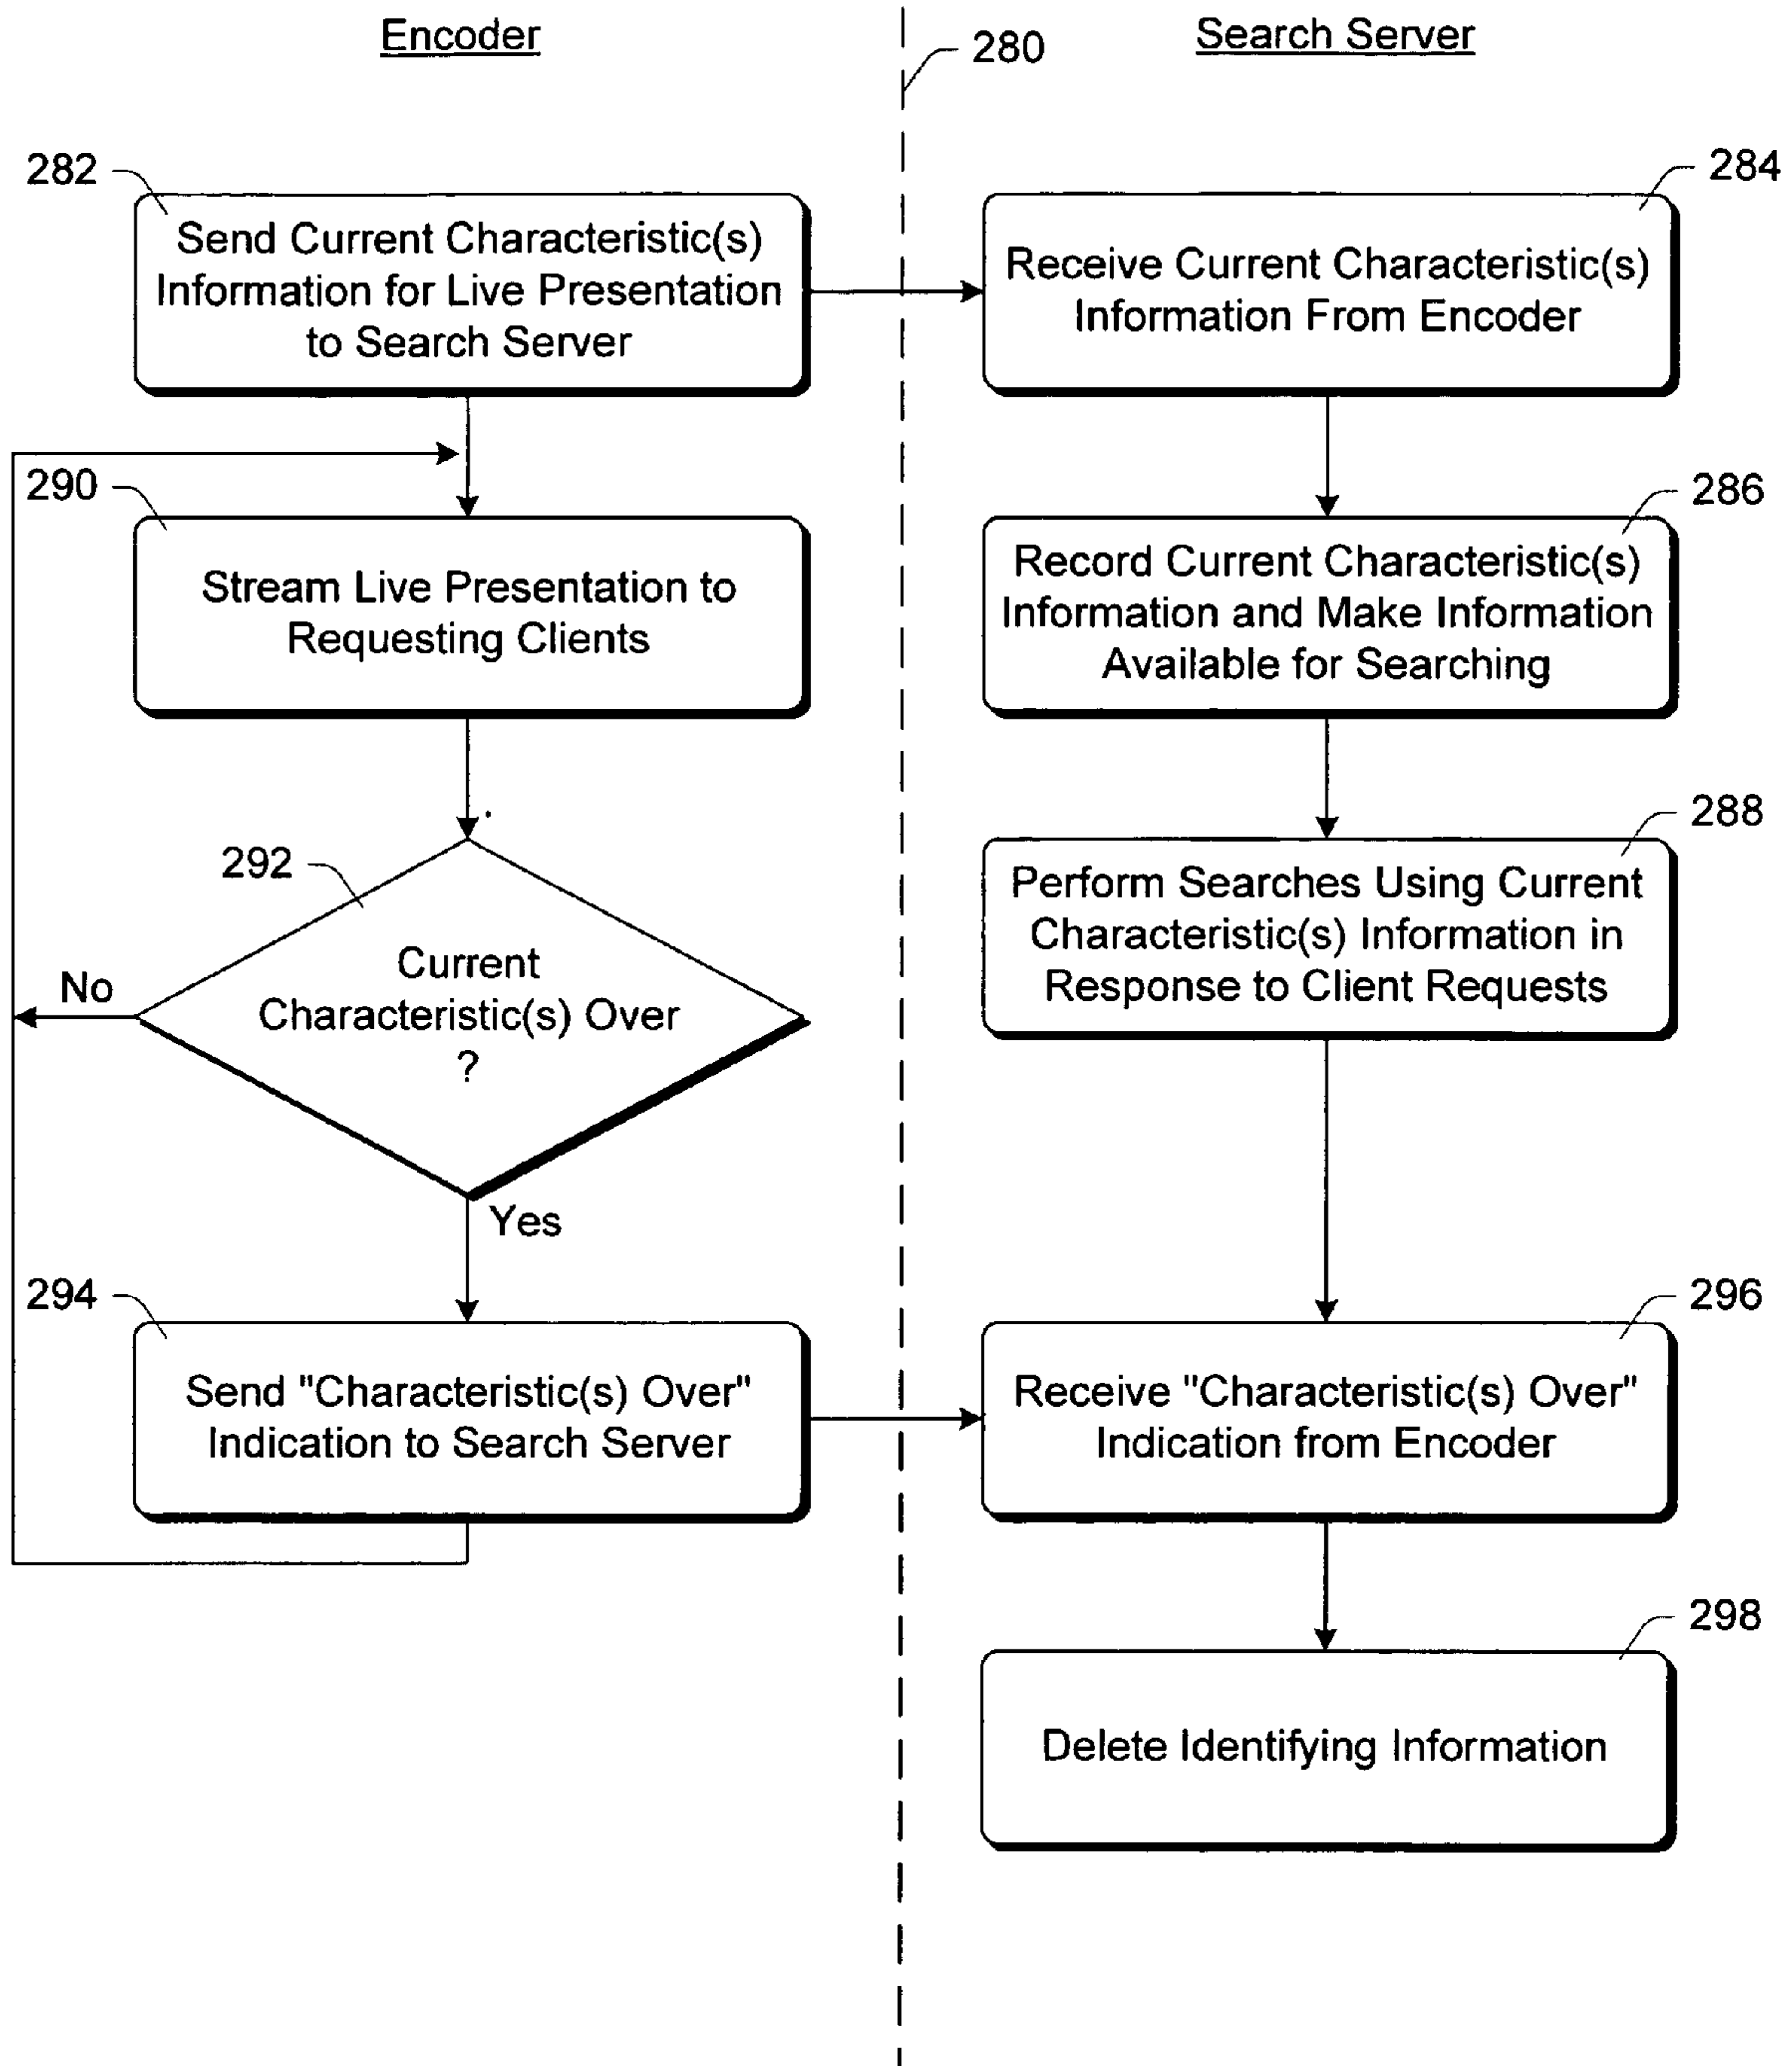 Encoder
280
Search Server
282
Send Current Characteristic(s)
Information for Live Presentation
to Search Server
284
Receive Current Characteristic(s)
Information From Encoder
290
Stream Live Presentation to
Requesting Clients
286
Record Current Characteristic(s)
Information and Make Information
Available for Searching
288
Perform Searches Using Current
Characteristic(s) Information in
Response to Client Requests
292
Current
Characteristic(s) Over
?
No
Yes
294
Send "Characteristic(s) Over"
Indication to Search Server
296
Receive "Characteristic(s) Over"
Indication from Encoder
298
Delete Identifying Information